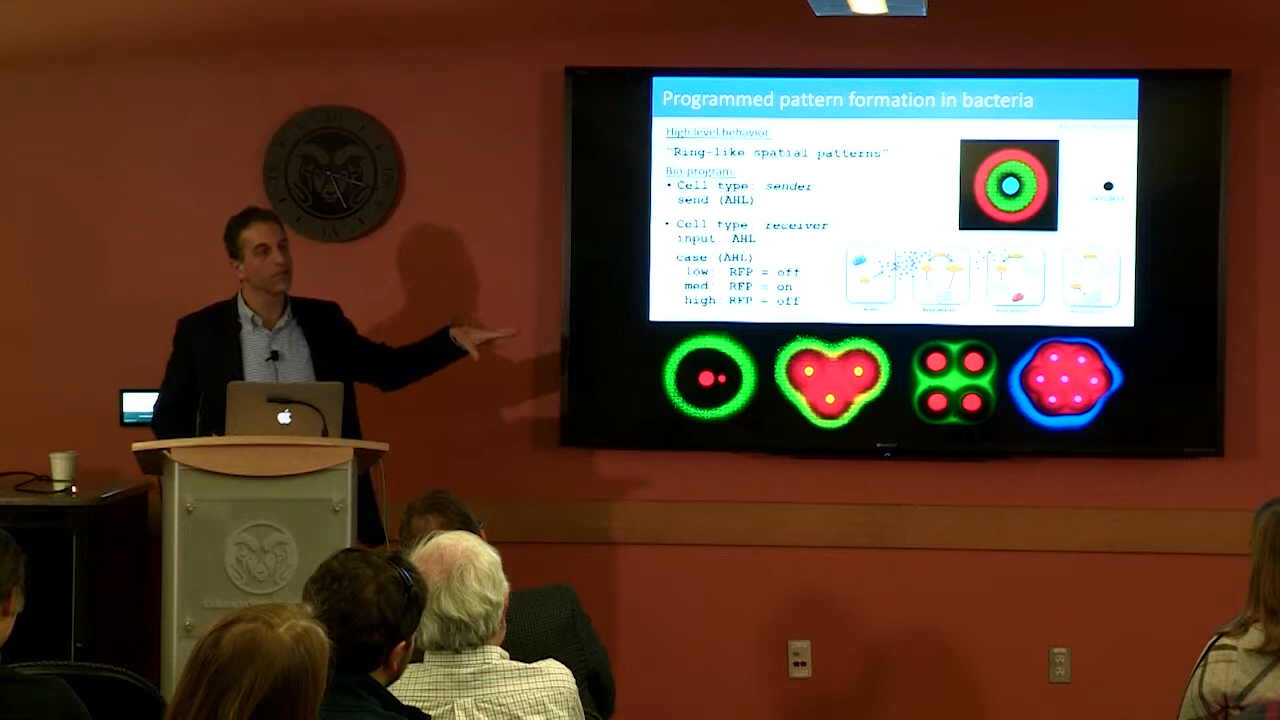 Programmed pattern formation in bacteria
High level behavior:
"Ring-like spatial patterns"
Bio program:
• Cell type: sender
send (AHL)
• Cell type: receiver
input: AHL
case (AHL)
low: RFP = off
med: RFP = on
high: RFP = off
senders